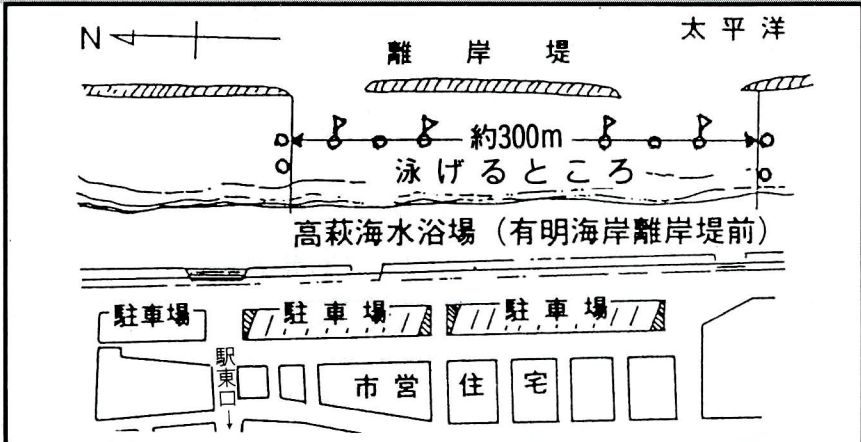 N
太平洋
離岸堤
約300m
泳げるところ
高萩海水浴場（有明海岸離岸堤前）
駐車場
駐車場
駐車場
駅東口
市営住宅